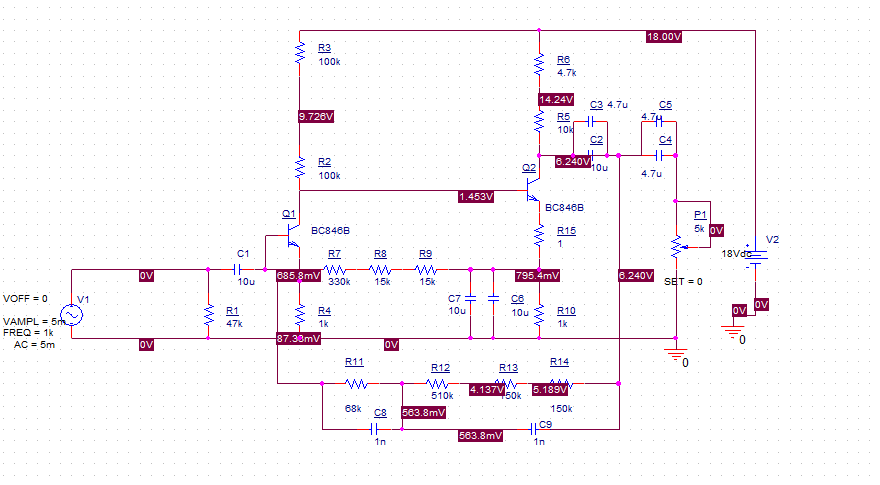 18.00V
R3
100k
R6
4.7k
14.24V
9.726V
R5
10k
C3 4.7u
C5
4.7u
R2
100k
C2
10u
C4
4.7u
6.240V
Q2
BC846B
1.453V
Q1
BC846B
R15
1
P1
5k
0V
V2
18Vdc
SET = 0
C1
10u
R7
330k
R8
15k
R9
15k
0V
685.8mV
795.4mV
6.240V
VOFF = 0
V1
VAMPL = 5m
FREQ = 1k
AC = 5m
R1
47k
R4
1k
C7
10u
C6
10u
R10
1k
0V
0V
0
0V
87.38mV
0V
0
R11
68k
R12
510k
R13
150k
R14
150k
4.137V
5.189V
C8
1n
563.8mV
563.8mV
C9
1n